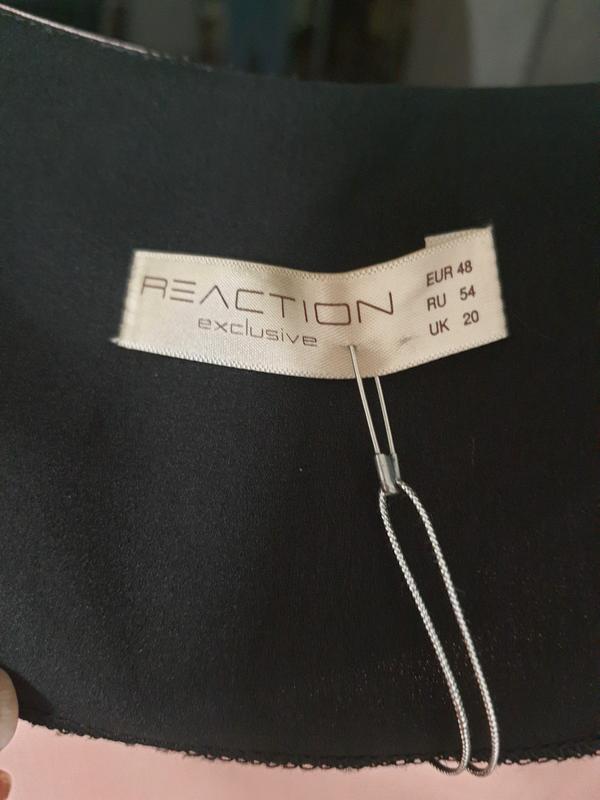 REACTION
exclusive
EUR 48
RU 54
UK 20